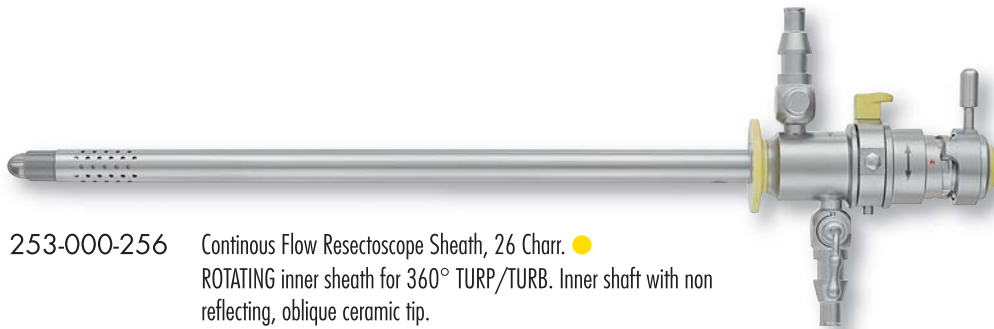 253-000-256 Continous Flow Resectoscope Sheath, 26 Charr.
ROTATING inner sheath for 360° TURP/TURB. Inner shaft with non
reflecting, oblique ceramic tip.